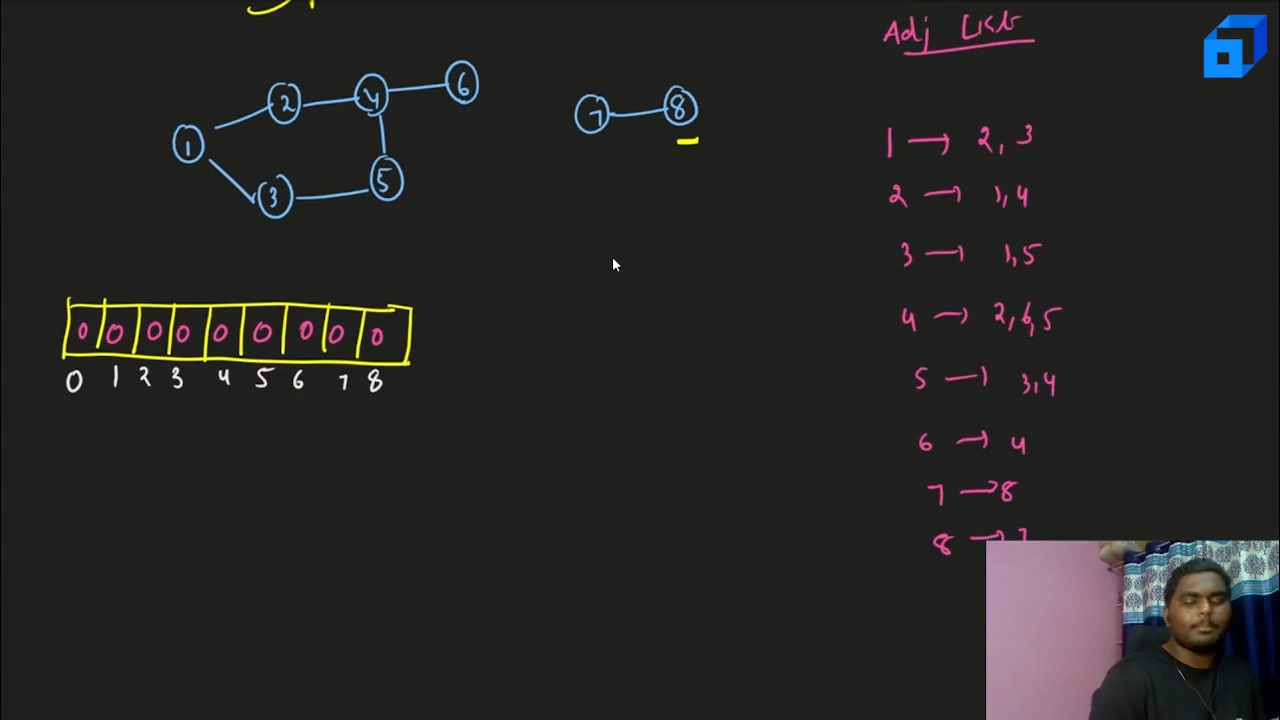 Adj List
2
4
6
1
3
5
7
8
1 → 2, 3
2 → 1,4
3 → 1,5
4 → 2,6,5
5 → 3,4
6 → 4
7 → 8
8 → 7
0 0 0 0 0 0 0 0 0
0 1 2 3 4 5 6 7 8